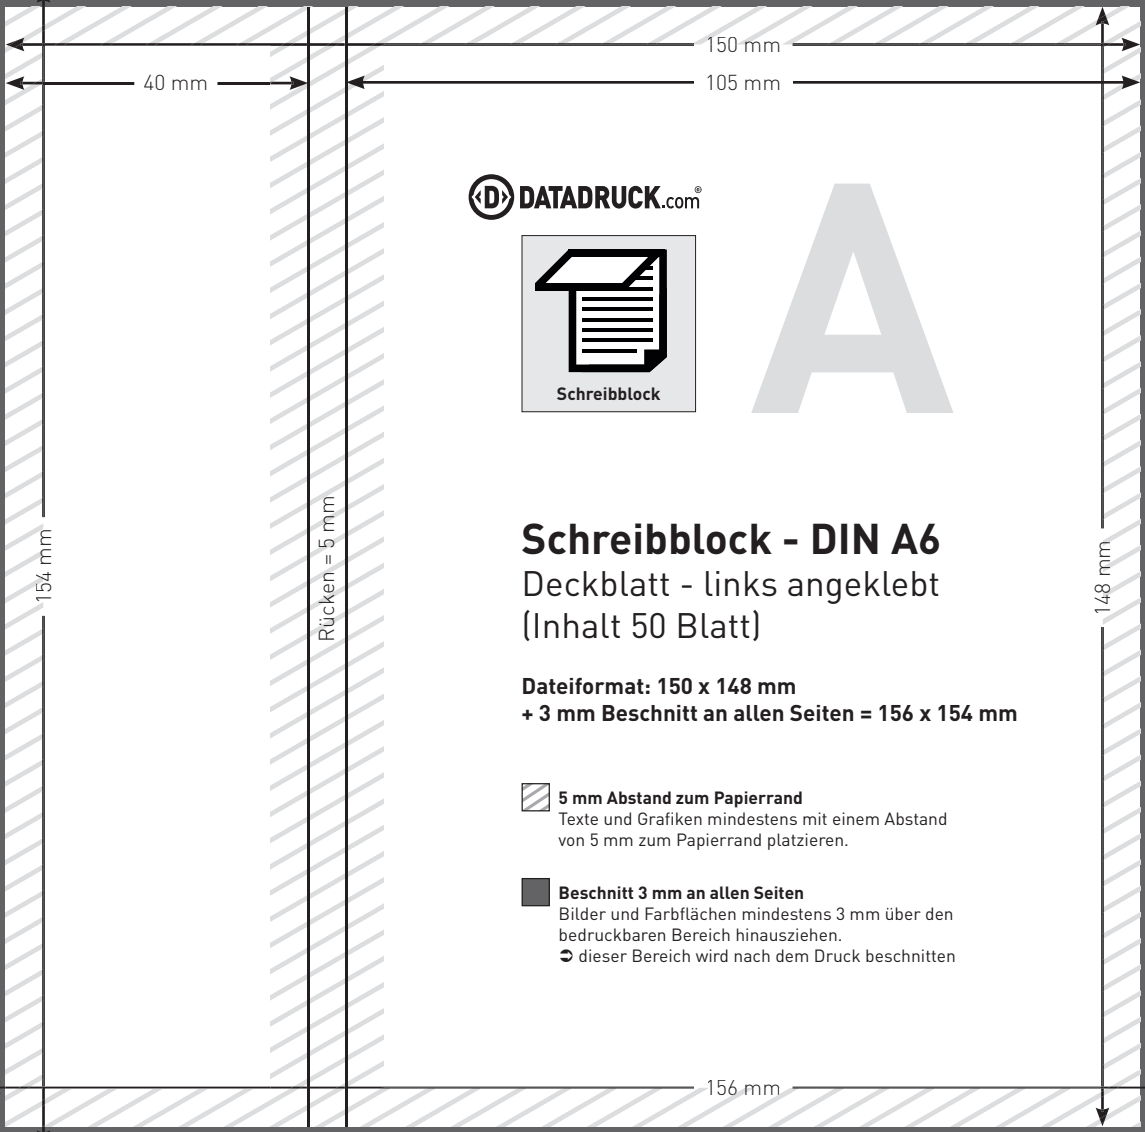 150 mm
40 mm
105 mm
D DATADRUCK.com®
A
Schreibblock
154 mm
Rücken = 5 mm
148 mm
Schreibblock - DIN A6
Deckblatt - links angeklebt
(Inhalt 50 Blatt)
Dateiformat: 150 x 148 mm
+ 3 mm Beschnitt an allen Seiten = 156 x 154 mm
5 mm Abstand zum Papierrand
Texte und Grafiken mindestens mit einem Abstand
von 5 mm zum Papierrand platzieren.
Beschnitt 3 mm an allen Seiten
Bilder und Farbflächen mindestens 3 mm über den
bedruckbaren Bereich hinausziehen.
➲ dieser Bereich wird nach dem Druck beschnitten
156 mm